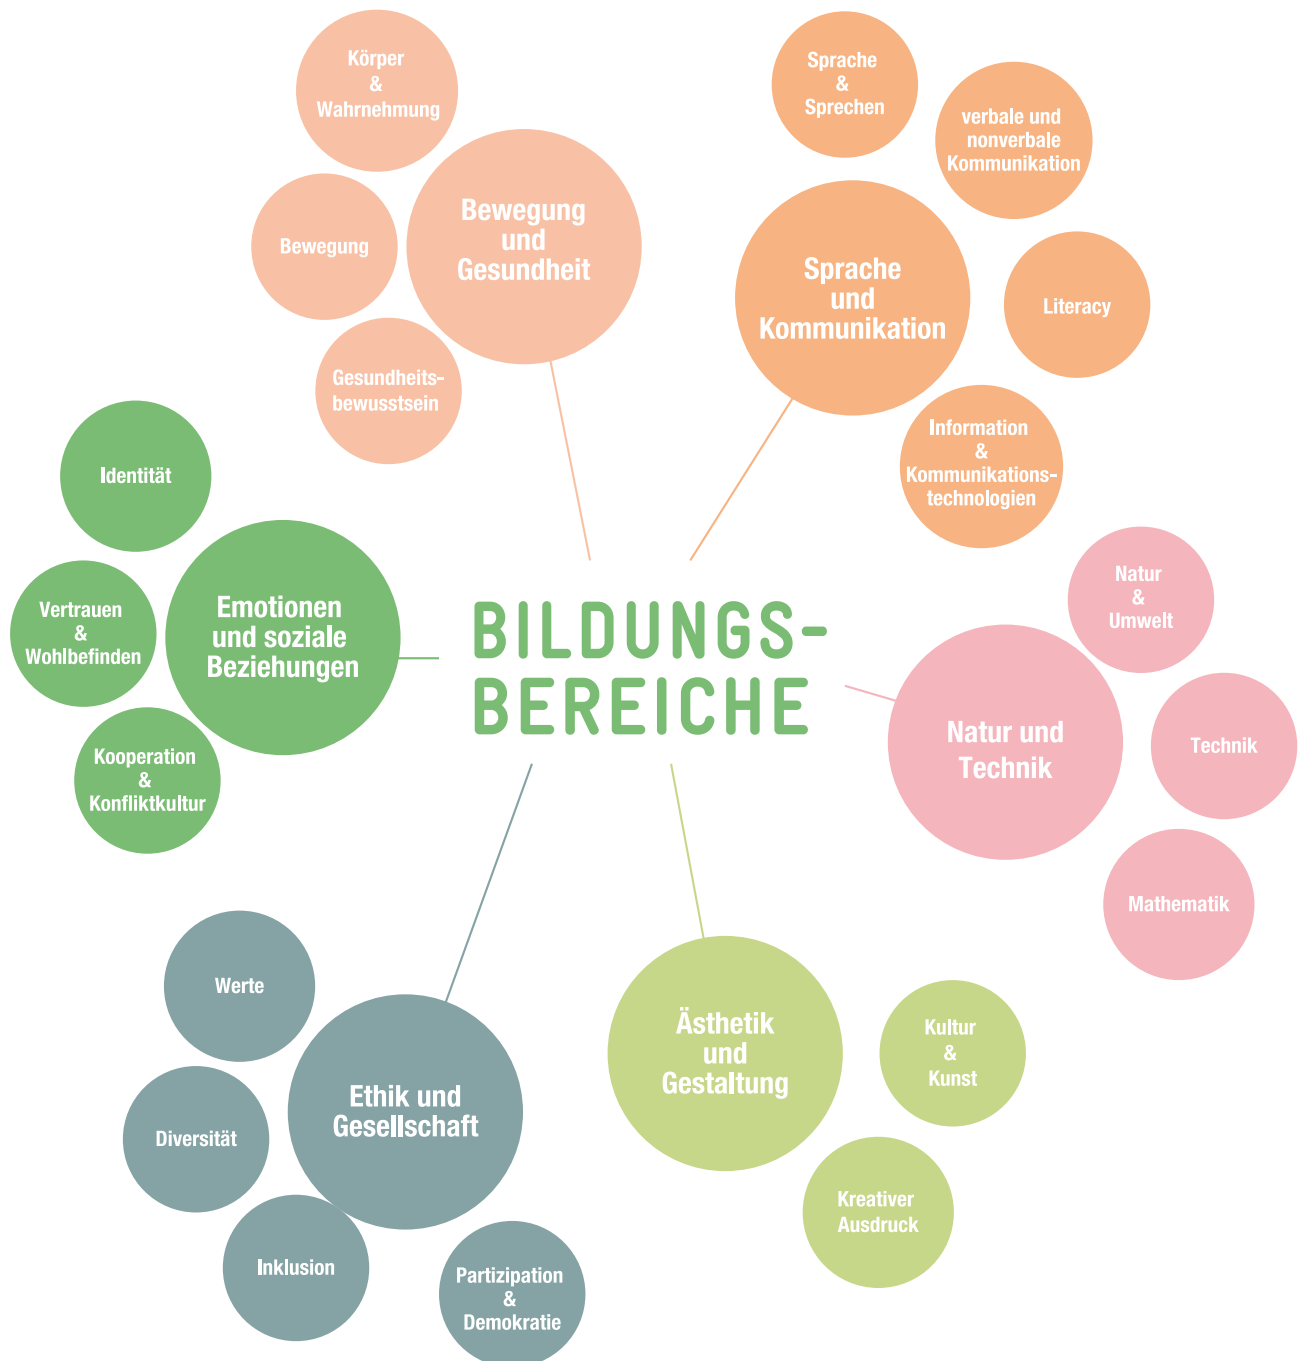 BILDUNGS-
BEREICHE
Bewegung
und
Gesundheit
Körper
&
Wahrnehmung
Bewegung
Gesundheits-
bewusstsein
Sprache
und
Kommunikation
Sprache
&
Sprechen
verbale und
nonverbale
Kommunikation
Literacy
Information
&
Kommunikations-
technologien
Natur und
Technik
Natur
&
Umwelt
Technik
Mathematik
Ästhetik
und
Gestaltung
Kultur
&
Kunst
Kreativer
Ausdruck
Ethik und
Gesellschaft
Werte
Diversität
Inklusion
Partizipation
&
Demokratie
Emotionen
und soziale
Beziehungen
Identität
Vertrauen
&
Wohlbefinden
Kooperation
&
Konfliktkultur